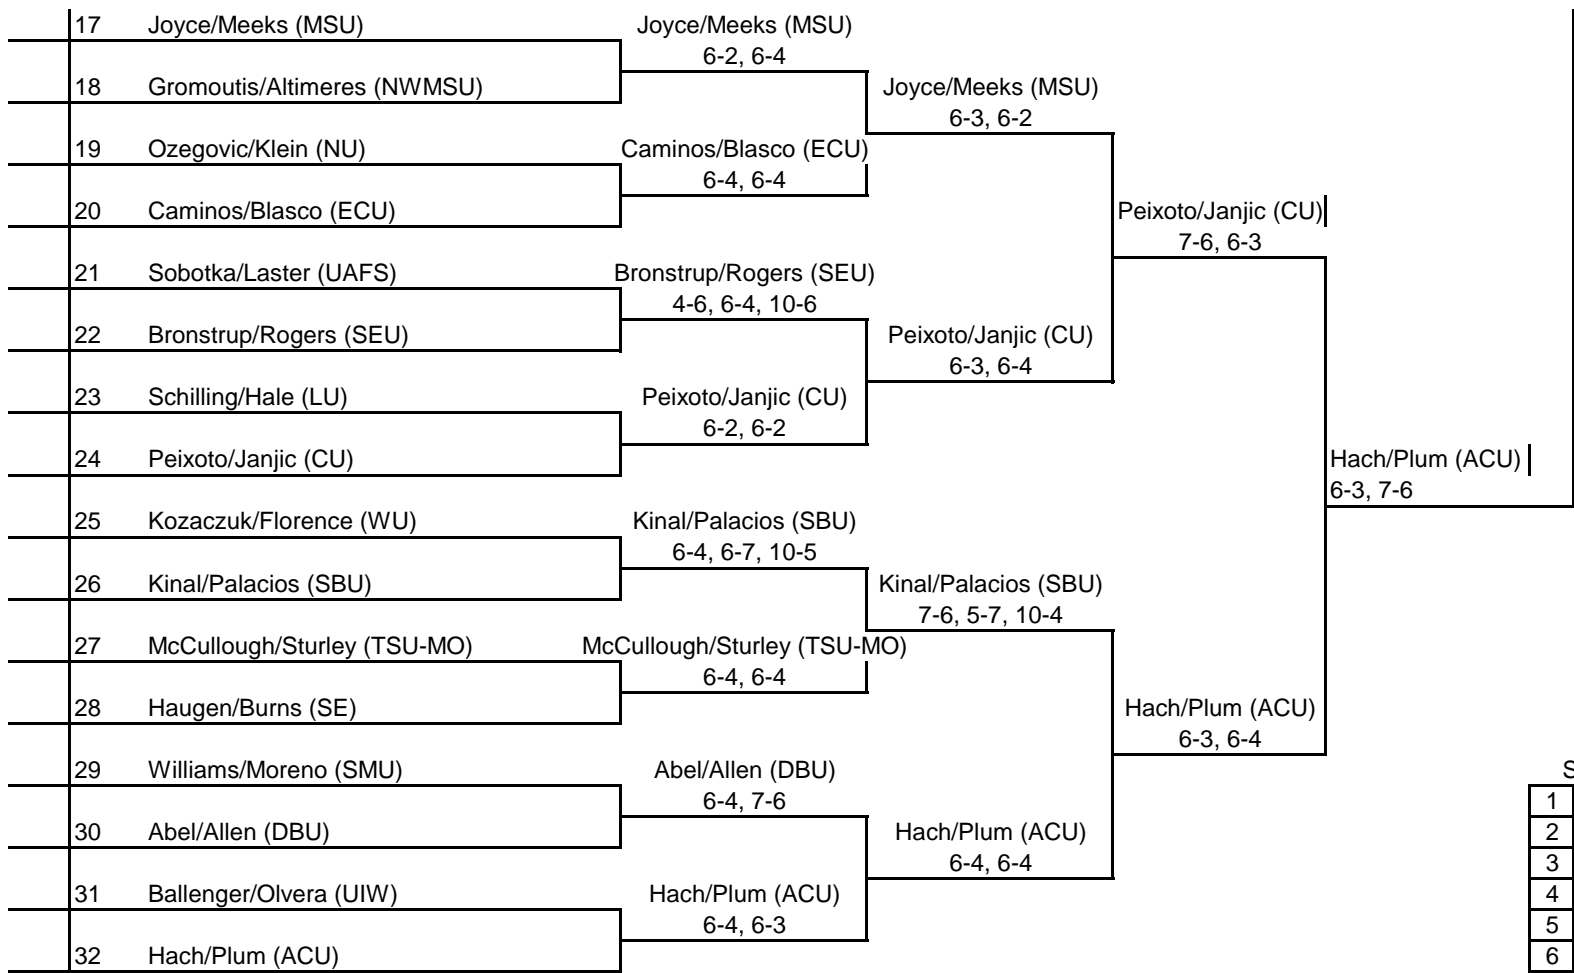 17 Joyce/Meeks (MSU) Joyce/Meeks (MSU)
6-2, 6-4
18 Gromoutis/Altimeres (NWMSU) Joyce/Meeks (MSU)
6-3, 6-2
19 Ozegovic/Klein (NU) Caminos/Blasco (ECU)
6-4, 6-4
20 Caminos/Blasco (ECU) Peixoto/Janjic (CU)
7-6, 6-3
21 Sobotka/Laster (UAFS) Bronstrup/Rogers (SEU)
4-6, 6-4, 10-6
22 Bronstrup/Rogers (SEU) Peixoto/Janjic (CU)
6-3, 6-4
23 Schilling/Hale (LU) Peixoto/Janjic (CU)
6-2, 6-2
24 Peixoto/Janjic (CU) Hach/Plum (ACU)
6-3, 7-6
25 Kozaczuk/Florence (WU) Kinal/Palacios (SBU)
6-4, 6-7, 10-5
26 Kinal/Palacios (SBU) Kinal/Palacios (SBU)
7-6, 5-7, 10-4
27 McCullough/Sturley (TSU-MO) McCullough/Sturley (TSU-MO)
6-4, 6-4
28 Haugen/Burns (SE) Hach/Plum (ACU)
6-3, 6-4
29 Williams/Moreno (SMU) Abel/Allen (DBU) S
6-4, 7-6 1
30 Abel/Allen (DBU) Hach/Plum (ACU) 2
6-4, 6-4 3
31 Ballenger/Olvera (UIW) Hach/Plum (ACU) 4
6-4, 6-3 5
32 Hach/Plum (ACU) 6